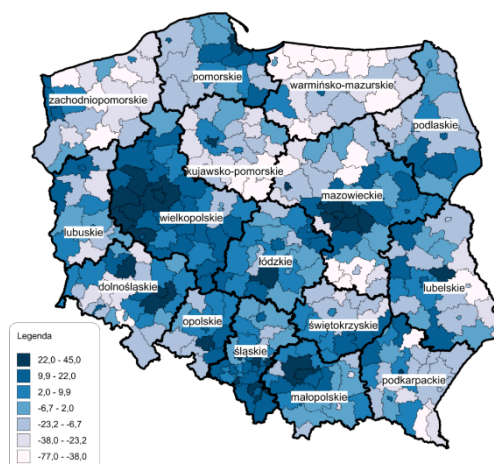 pomorskie
warmińsko-mazurskie
zachodniopomorskie
podlaskie
kujawsko-pomorskie
mazowieckie
wielkopolskie
lubuskie
łódzkie
dolnośląskie
lubelskie
opolskie
świętokrzyskie
śląskie
podkarpackie
małopolskie
Legenda
22,0 - 45,0
9,9 - 22,0
2,0 - 9,9
-6,7 - 2,0
-23,2 - -6,7
-38,0 - -23,2
-77,0 - -38,0